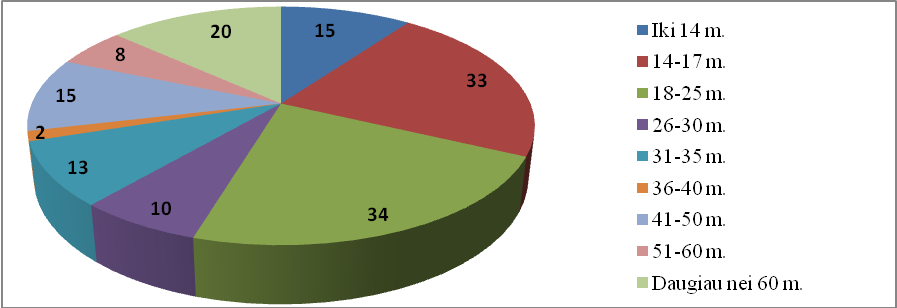 15
33
34
10
13
2
15
8
20
Iki 14 m.
14-17 m.
18-25 m.
26-30 m.
31-35 m.
36-40 m.
41-50 m.
51-60 m.
Daugiau nei 60 m.